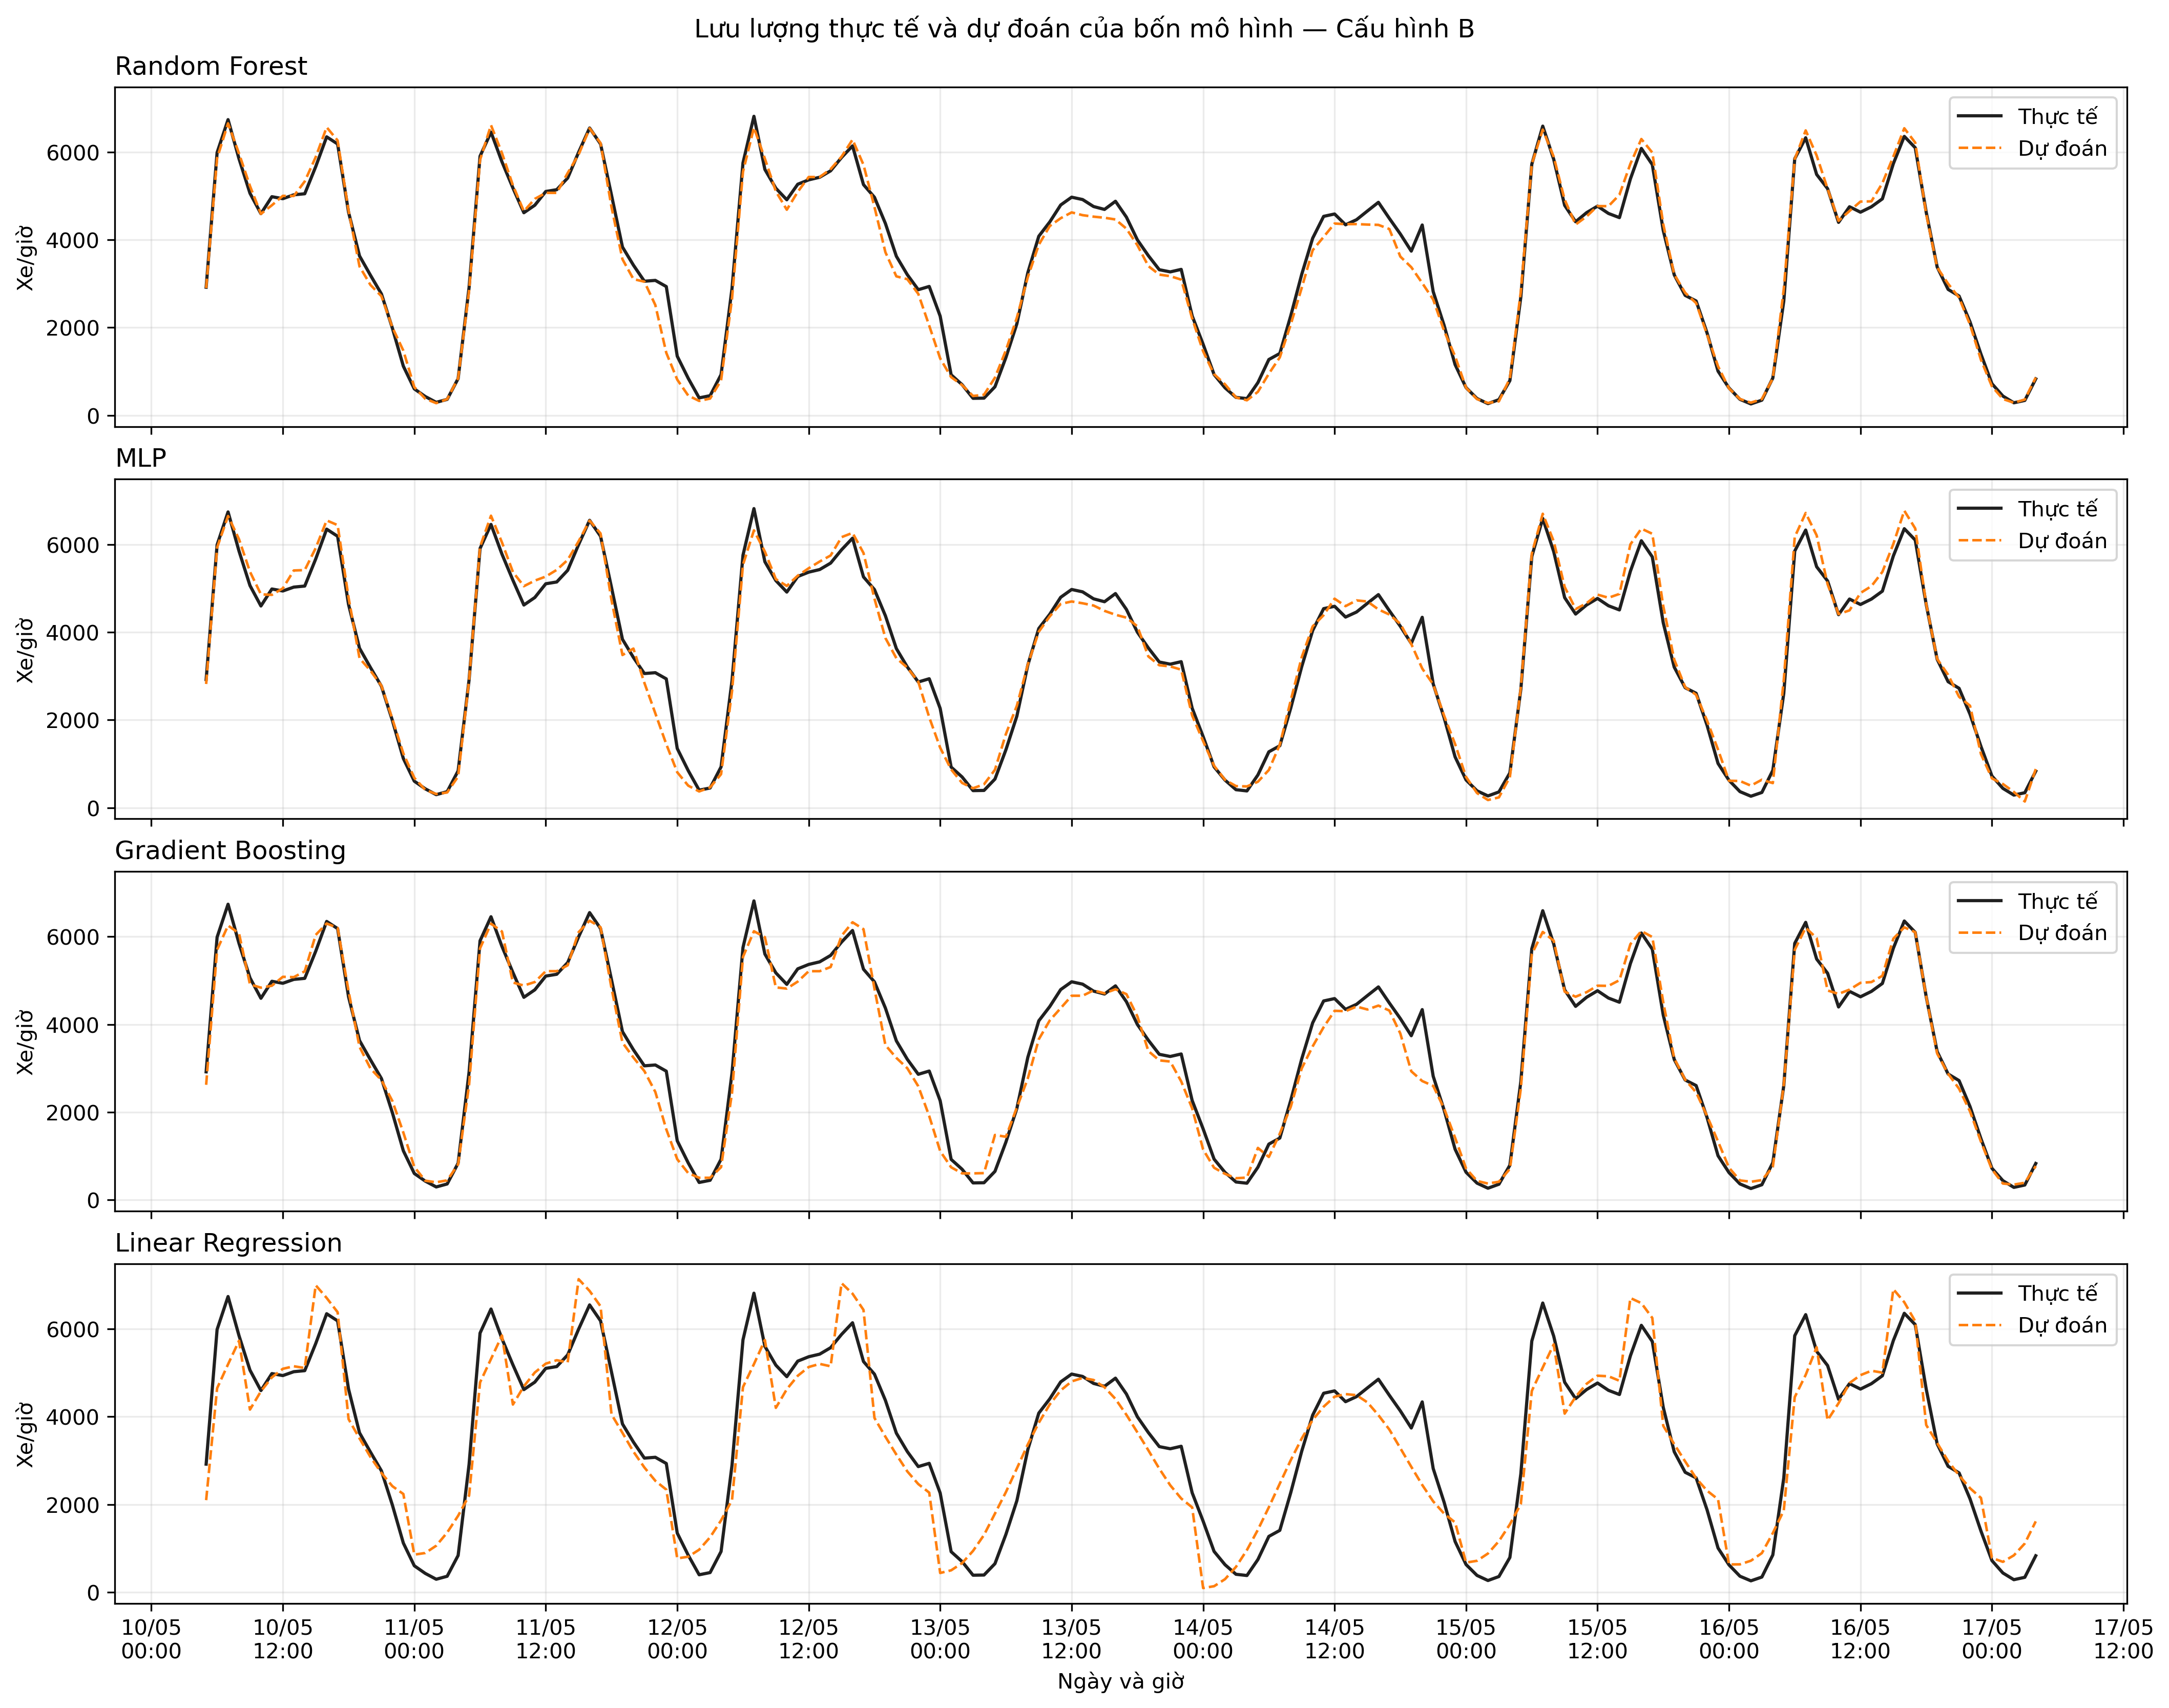 Lưu lượng thực tế và dự đoán của bốn mô hình — Cấu hình B
Random Forest
Thực tế
Dự đoán
Xe/giờ
6000
4000
2000
0
MLP
Thực tế
Dự đoán
Xe/giờ
6000
4000
2000
0
Gradient Boosting
Thực tế
Dự đoán
Xe/giờ
6000
4000
2000
0
Linear Regression
Thực tế
Dự đoán
Xe/giờ
6000
4000
2000
0
10/05 10/05 11/05 11/05 12/05 12/05 13/05 13/05 14/05 14/05 15/05 15/05 16/05 16/05 17/05 17/05
00:00 12:00 00:00 12:00 00:00 12:00 00:00 12:00 00:00 12:00 00:00 12:00 00:00 12:00 00:00 12:00
Ngày và giờ